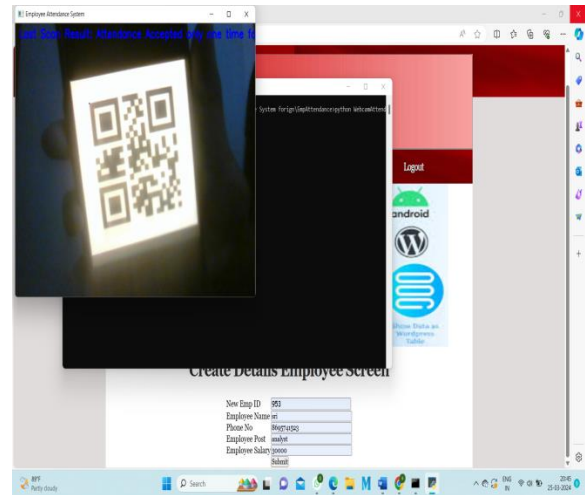 Employee Attendance System
Last Scan Result: Attendance Accepted only one time fo
System Forign\EmpAttendance>python WebcamAttend
Logout
android
Show Data as
Wordpress
Table
Create Details Employee Screen
New Emp ID 953
Employee Name sri
Phone No 8695741523
Employee Post analyst
Employee Salary 30000
Submit
Search
Partly cloudy
ENG
IN
20:45
25-03-2024